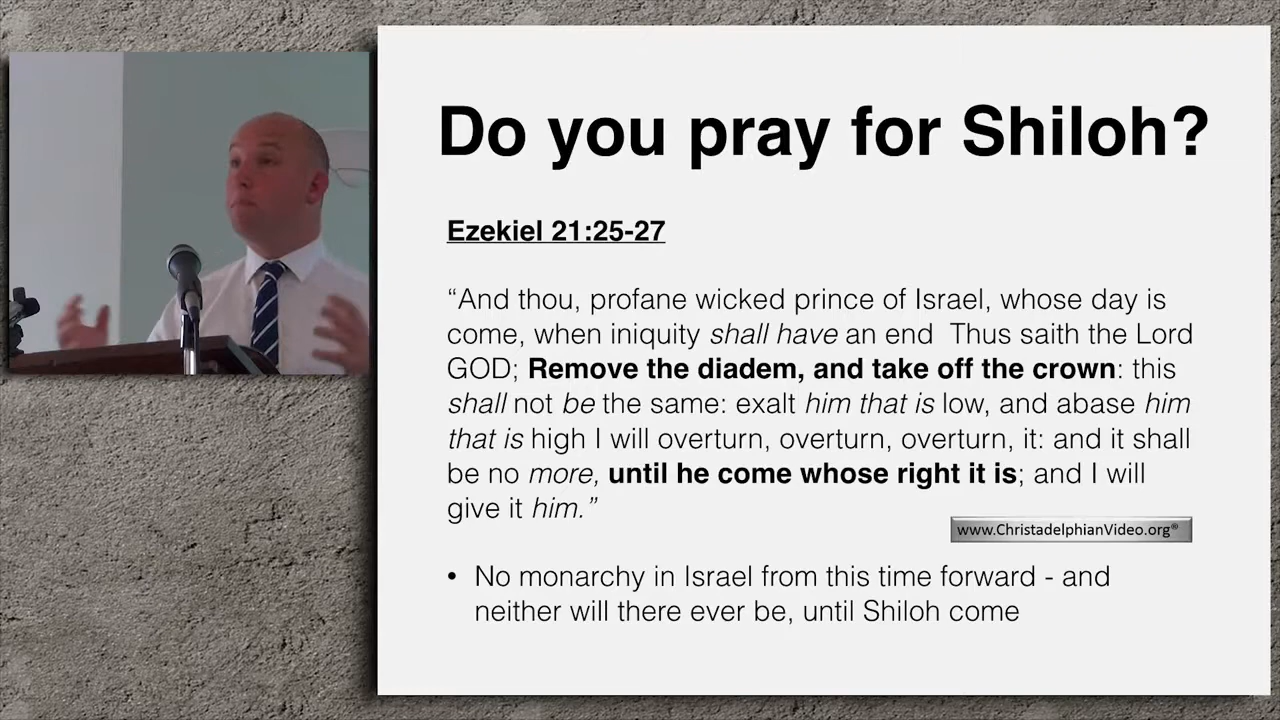 Do you pray for Shiloh?
Ezekiel 21:25-27
“And thou, profane wicked prince of Israel, whose day is
come, when iniquity shall have an end  Thus saith the Lord
GOD; Remove the diadem, and take off the crown: this
shall not be the same: exalt him that is low, and abase him
that is high I will overturn, overturn, overturn, it: and it shall
be no more, until he come whose right it is; and I will
give it him.”
www.ChristadelphianVideo.org®
• No monarchy in Israel from this time forward - and
neither will there ever be, until Shiloh come